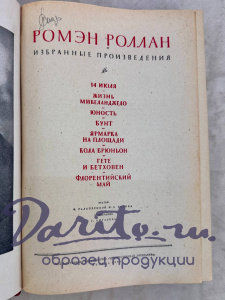 РОМЭН РОЛЛАН
ИЗБРАННЫЕ ПРОИЗВЕДЕНИЯ
14 ИЮЛЯ
ЖИЗНЬ
МИКЕЛАНДЖЕЛО
ЮНОСТЬ
БУНТ
ЯРМАРКА
НА ПЛОЩАДИ
КОЛА БРЮНЬОН
ГЕТЕ
И БЕТХОВЕН
ФЛОРЕНТИЙСКИЙ
МАЙ
Darito.ru
образец продукции